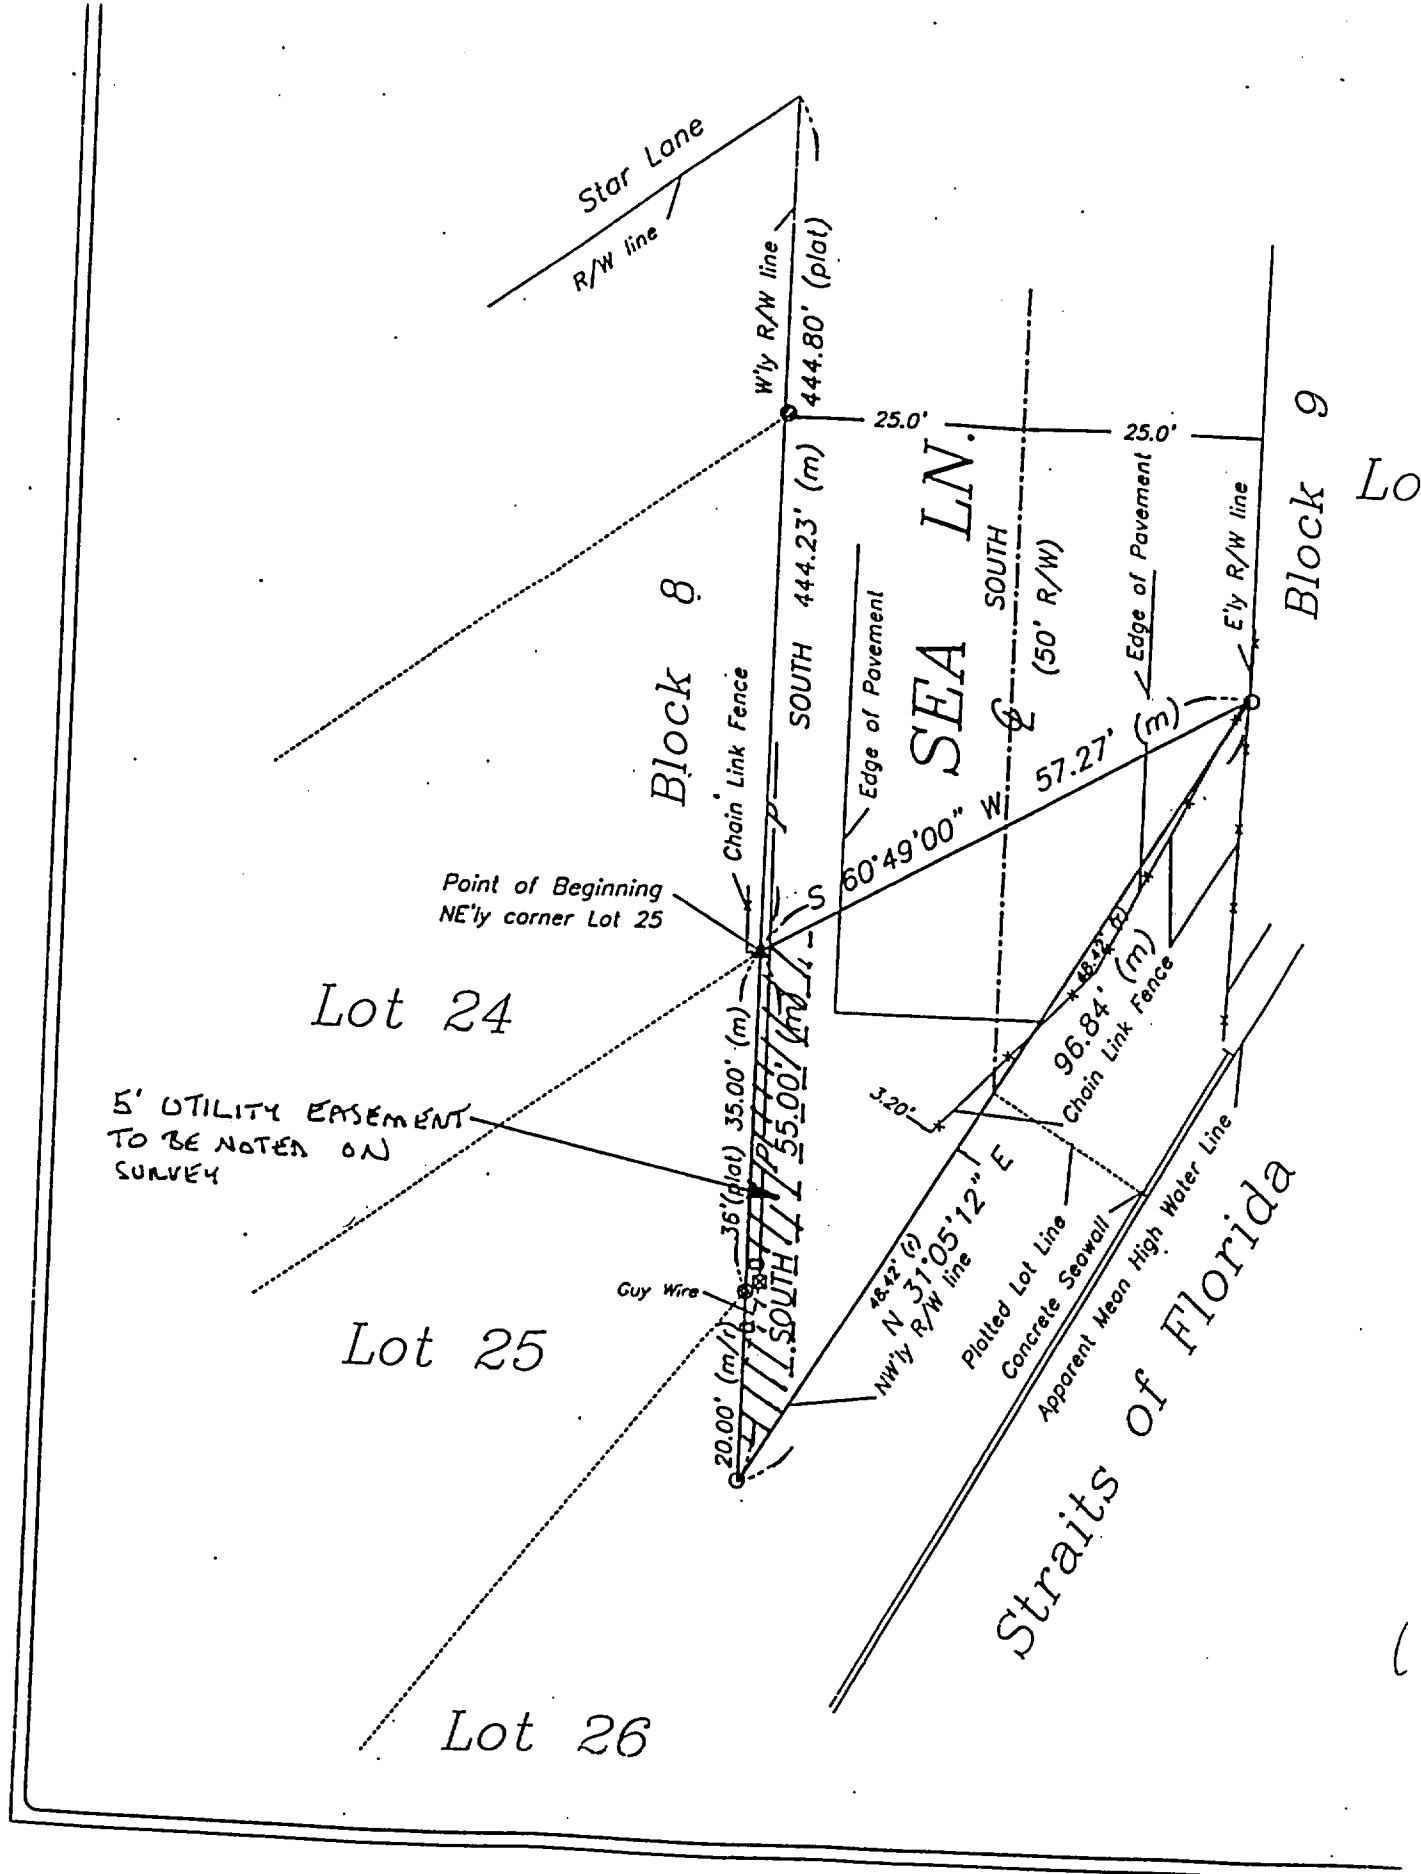 Star Lane
R/W line
W'ly R/W line
444.80' (plat)
25.0'
25.0'
Block 9
Lo
SEA LN.
SOUTH
(50' R/W)
Edge of Pavement
E'ly R/W line
SOUTH 444.23' (m)
Block 8
Chain Link Fence
P
Edge of Pavement
S 60°49'00" W 57.27' (m)
Point of Beginning
NE'ly corner Lot 25
Lot 24
5' UTILITY EASEMENT
TO BE NOTED ON
SURVEY
36'(plat) 35.00' (m)
P
SOUTH 55.00' (m)
48.42' (r)
96.84' (m)
Chain Link Fence
3.20'
Guy Wire
Lot 25
20.00' (m/r)
48.42' (r)
N 31°05'12" E
NW'ly R/W line
Platted Lot Line
Concrete Seawall
Apparent Mean High Water Line
Straits of Florida
Lot 26